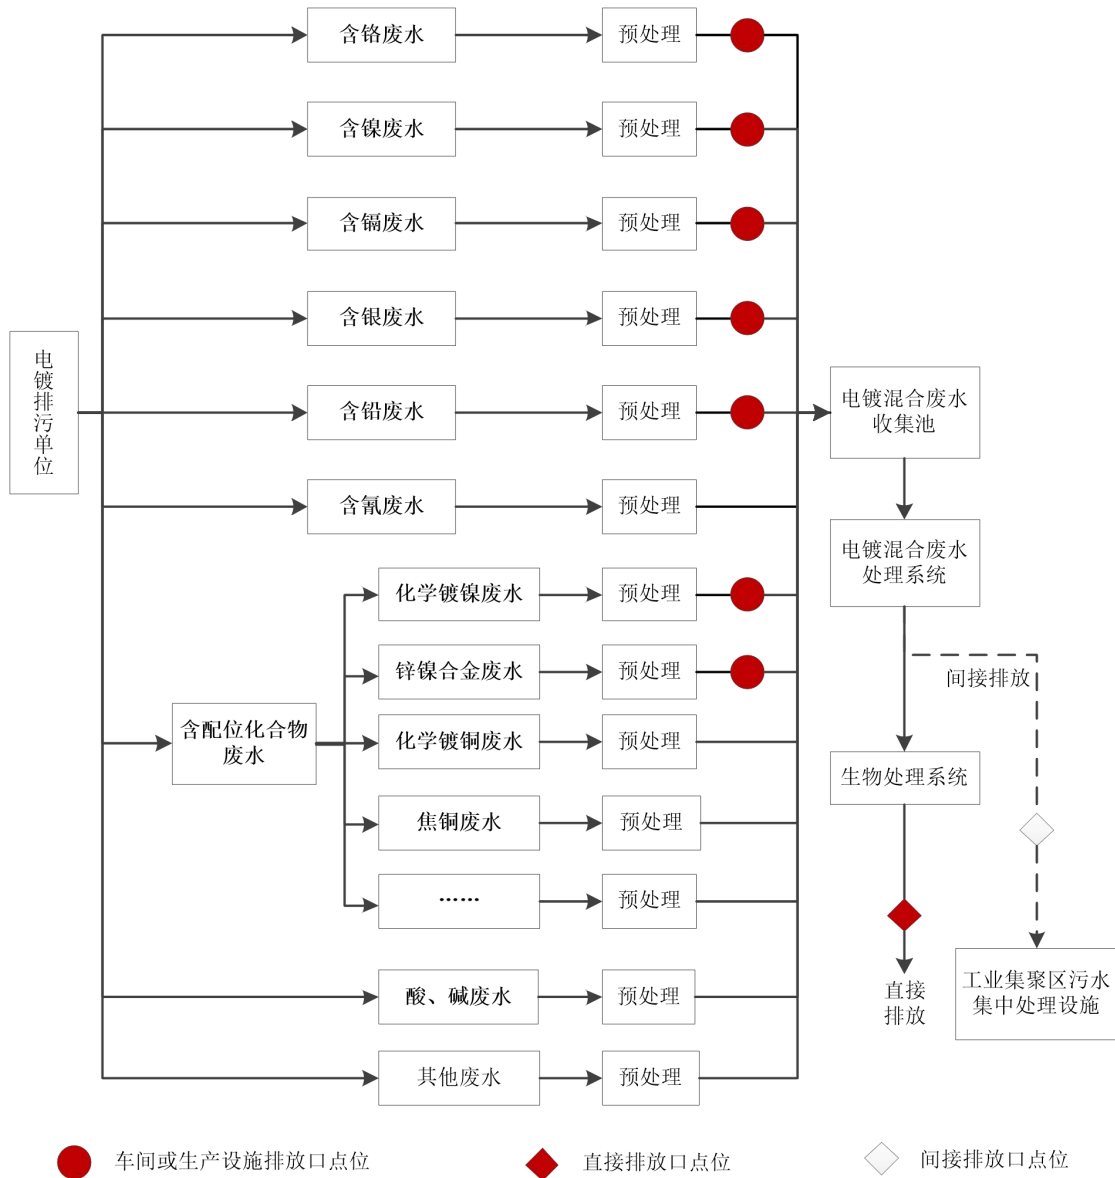 含铬废水
预处理
含镍废水
预处理
含镉废水
预处理
含银废水
预处理
电镀排污单位
含铅废水
预处理
电镀混合废水
收集池
含氰废水
预处理
电镀混合废水
处理系统
化学镀镍废水
预处理
锌镍合金废水
预处理
间接排放
含配位化合物
废水
化学镀铜废水
预处理
生物处理系统
焦铜废水
预处理
……
预处理
酸、碱废水
预处理
直接
排放
工业集聚区污水
集中处理设施
其他废水
预处理
车间或生产设施排放口点位
直接排放口点位
间接排放口点位